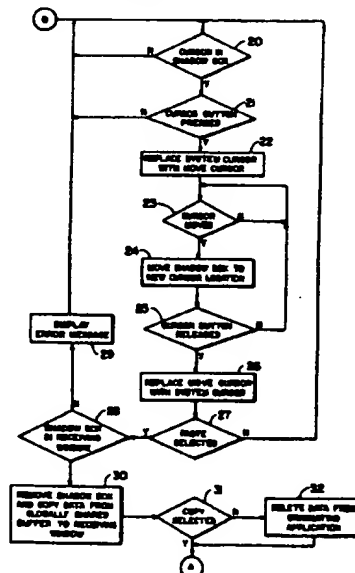 B
20
CURSOR IN
SHADOW BOX
N
Y
21
CURSOR BUTTON
PRESSED
N
Y
22
REPLACE SYSTEM CURSOR
WITH MOVE CURSOR
23
CURSOR
MOVED
N
Y
24
MOVE SHADOW BOX TO
NEW CURSOR LOCATION
25
CURSOR BUTTON
RELEASED
N
Y
26
REPLACE MOVE CURSOR
WITH SYSTEM CURSOR
27
PASTE
SELECTED
N
Y
28
SHADOW BOX
IN RECEIVING
WINDOW
N
Y
DISPLAY
ERROR MESSAGE
29
30
REMOVE SHADOW BOX
AND COPY DATA FROM
GLOBALLY SHARED
BUFFER TO RECEIVING
WINDOW
31
COPY
SELECTED
N
Y
32
DELETE DATA FROM
ORIGINATING
APPLICATION
A